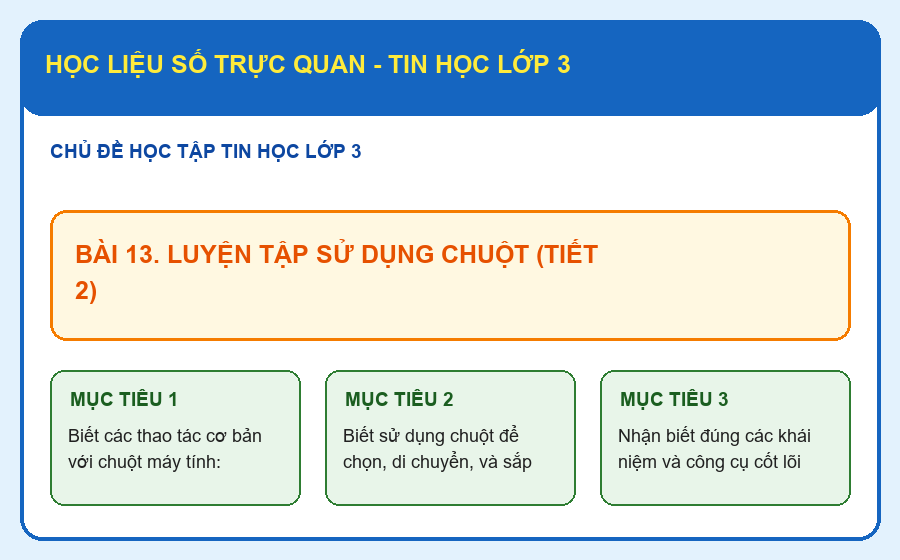 HỌC LIỆU SỐ TRỰC QUAN - TIN HỌC LỚP 3
CHỦ ĐỀ HỌC TẬP TIN HỌC LỚP 3
BÀI 13. LUYỆN TẬP SỬ DỤNG CHUỘT (TIẾT
2)
MỤC TIÊU 1
Biết các thao tác cơ bản
với chuột máy tính:
MỤC TIÊU 2
Biết sử dụng chuột để
chọn, di chuyển, và sắp
MỤC TIÊU 3
Nhận biết đúng các khái
niệm và công cụ cốt lõi